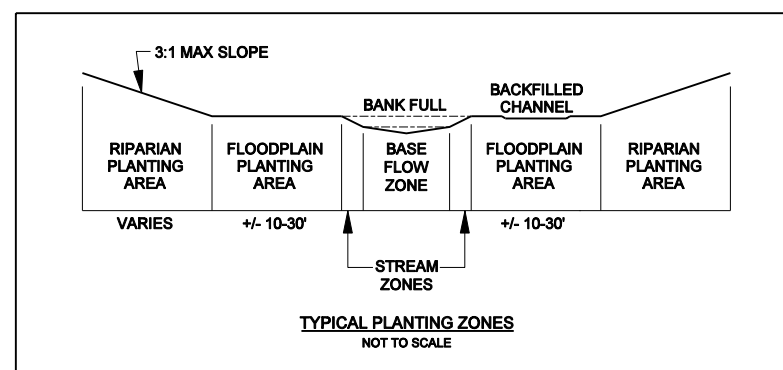 3:1 MAX SLOPE
BANK FULL
BACKFILLED
CHANNEL
RIPARIAN
PLANTING
AREA
FLOODPLAIN
PLANTING
AREA
BASE
FLOW
ZONE
FLOODPLAIN
PLANTING
AREA
RIPARIAN
PLANTING
AREA
VARIES
+/- 10-30'
+/- 10-30'
STREAM
ZONES
TYPICAL PLANTING ZONES
NOT TO SCALE